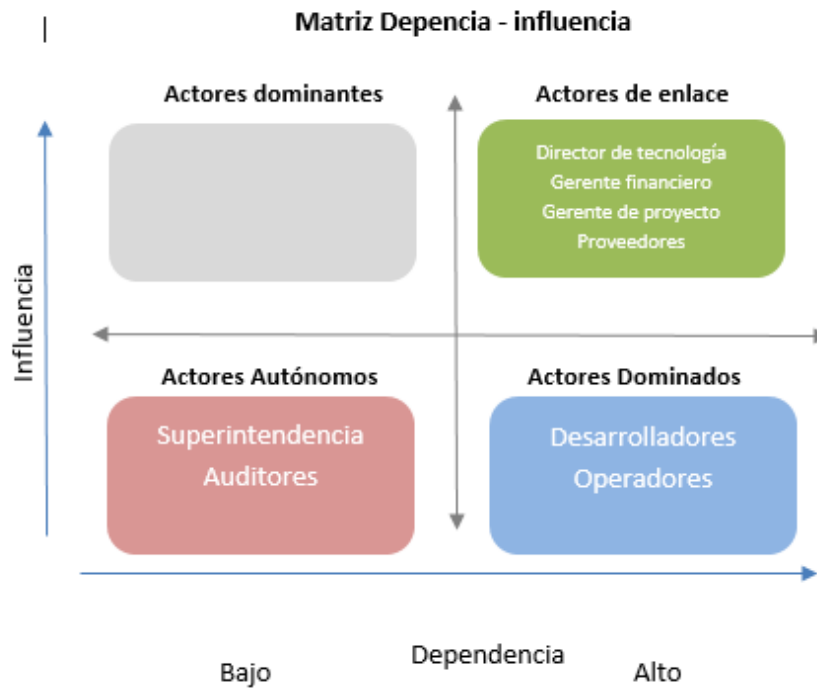 Matriz Depencia - influencia
Actores dominantes
Actores de enlace
Director de tecnología
Gerente financiero
Gerente de proyecto
Proveedores
Influencia
Actores Autónomos
Actores Dominados
Superintendencia
Auditores
Desarrolladores
Operadores
Dependencia
Bajo
Alto